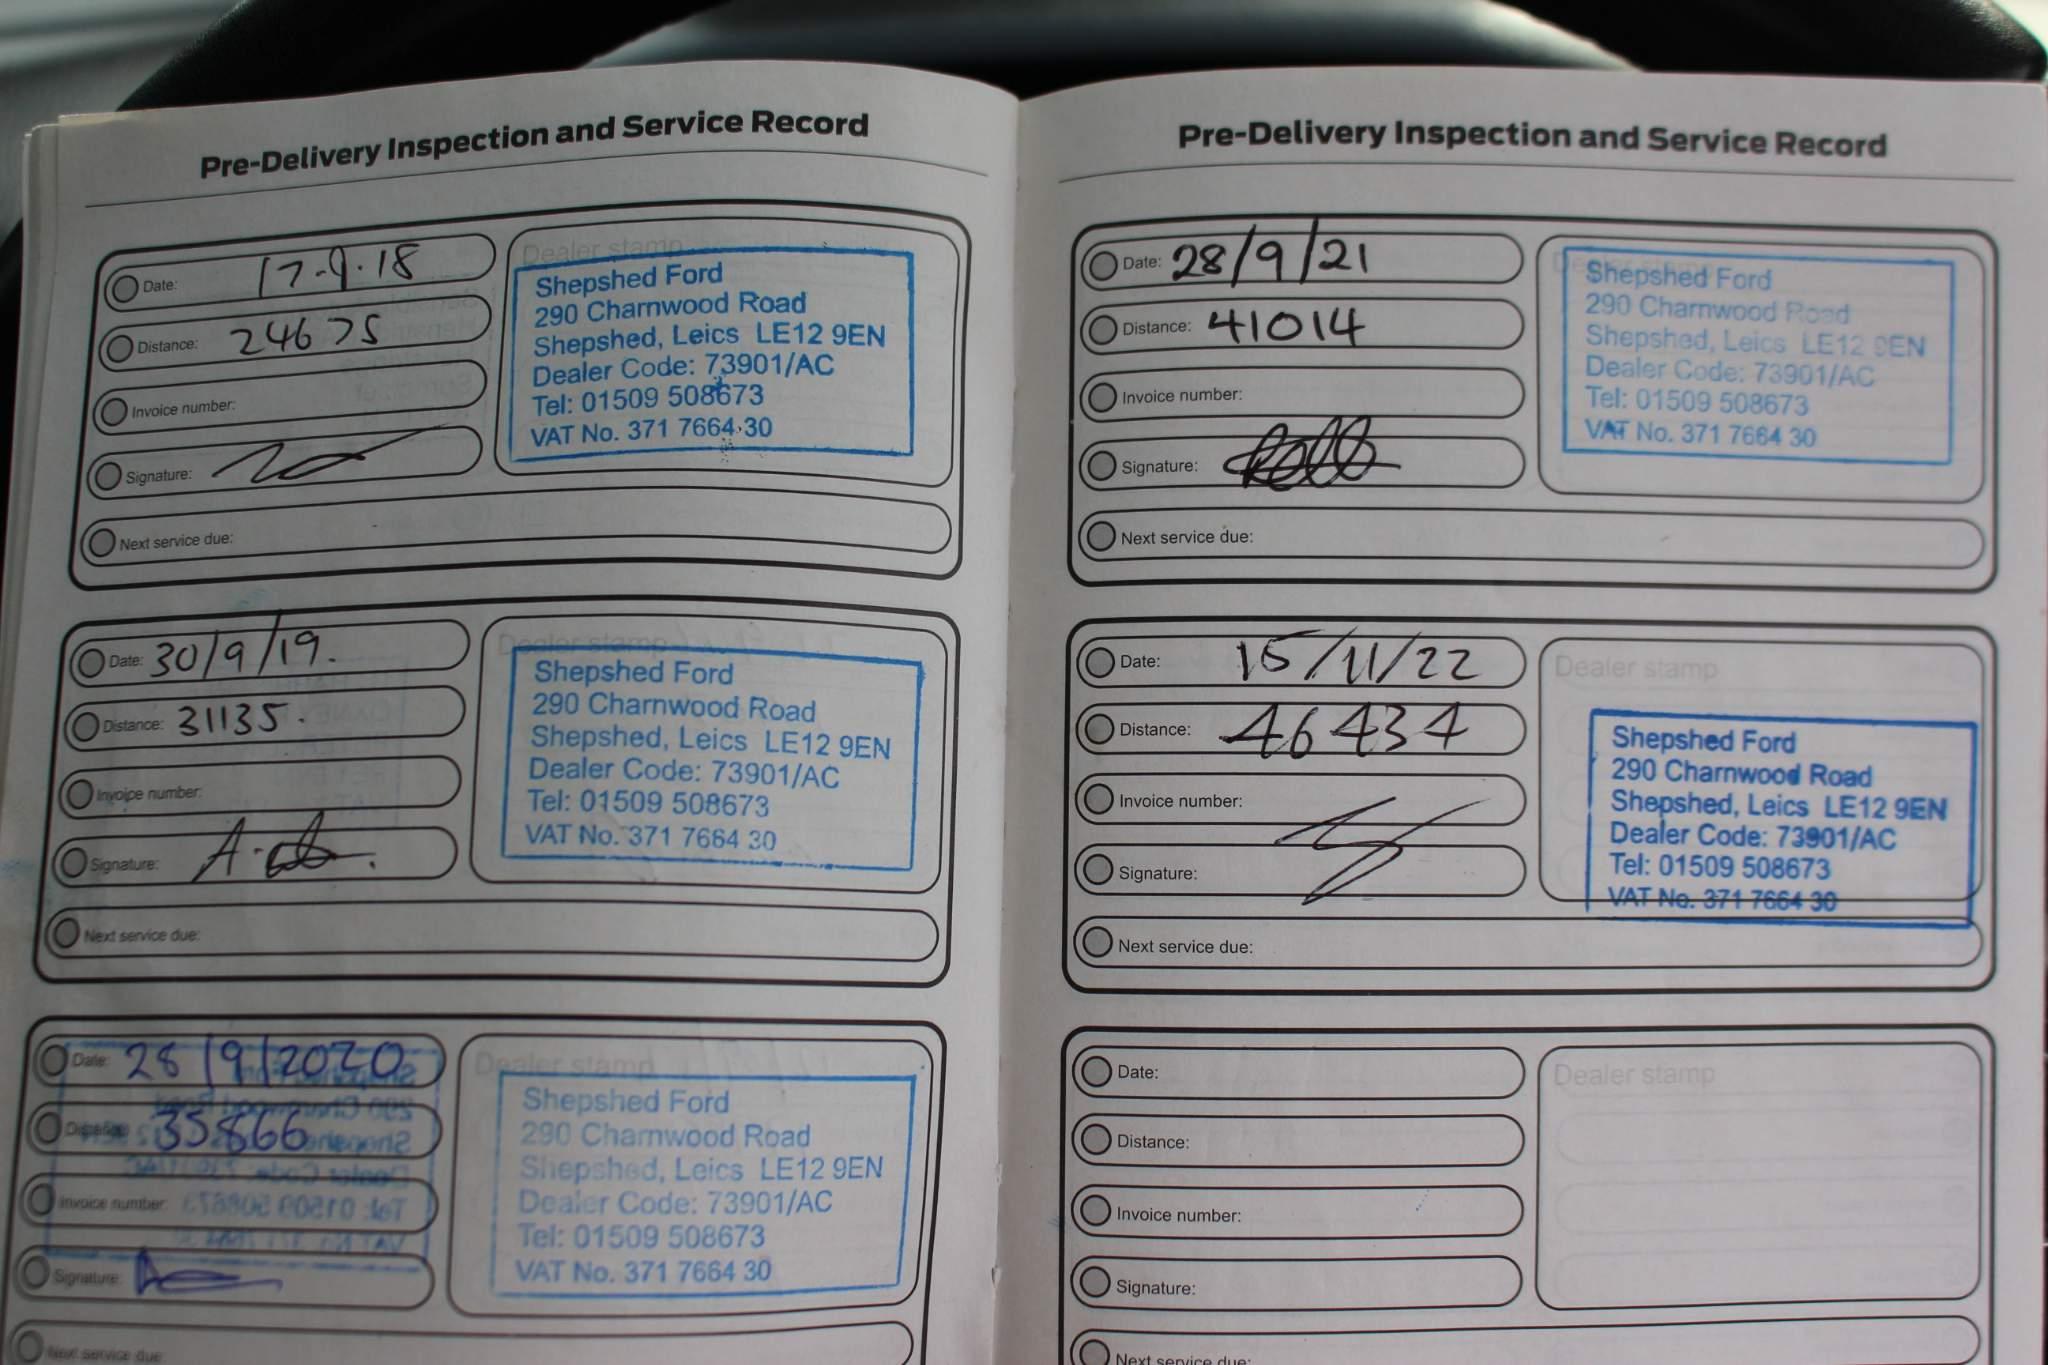 Pre-Delivery Inspection and Service Record
Date: 17-9-18
Distance: 24675
Invoice number:
Signature:
Next service due:
Dealer stamp
Shepshed Ford
290 Charnwood Road
Shepshed, Leics LE12 9EN
Dealer Code: 73901/AC
Tel: 01509 508673
VAT No. 371 7664 30
Date: 30/9/19.
Distance: 31135.
Invoice number:
Signature:
Next service due:
Dealer stamp
Shepshed Ford
290 Charnwood Road
Shepshed, Leics LE12 9EN
Dealer Code: 73901/AC
Tel: 01509 508673
VAT No. 371 7664 30
Date: 28/9/2020
Distance: 35866
Invoice number:
Signature:
Next service due:
Dealer stamp
Shepshed Ford
290 Charnwood Road
Shepshed, Leics LE12 9EN
Dealer Code: 73901/AC
Tel: 01509 508673
VAT No. 371 7664 30
Pre-Delivery Inspection and Service Record
Date: 28/9/21
Distance: 41014
Invoice number:
Signature:
Next service due:
Dealer stamp
Shepshed Ford
290 Charnwood Road
Shepshed, Leics LE12 9EN
Dealer Code: 73901/AC
Tel: 01509 508673
VAT No. 371 7664 30
Date: 15/11/22
Distance: 46434
Invoice number:
Signature:
Next service due:
Dealer stamp
Shepshed Ford
290 Charnwood Road
Shepshed, Leics LE12 9EN
Dealer Code: 73901/AC
Tel: 01509 508673
VAT No. 371 7664 30
Date:
Distance:
Invoice number:
Signature:
Next service due:
Dealer stamp